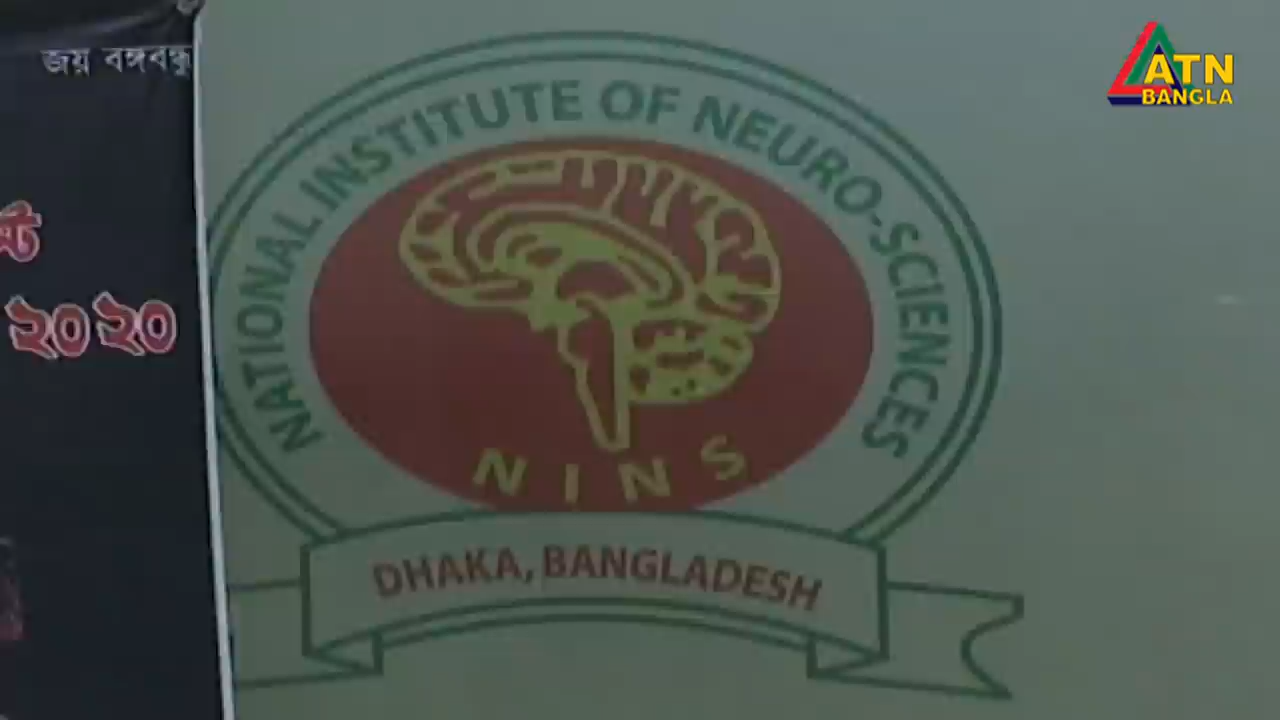 জয় বঙ্গবন্ধু
২০২০
NATIONAL INSTITUTE OF NEURO-SCIENCES
NINS
DHAKA, BANGLADESH
ATN
BANGLA